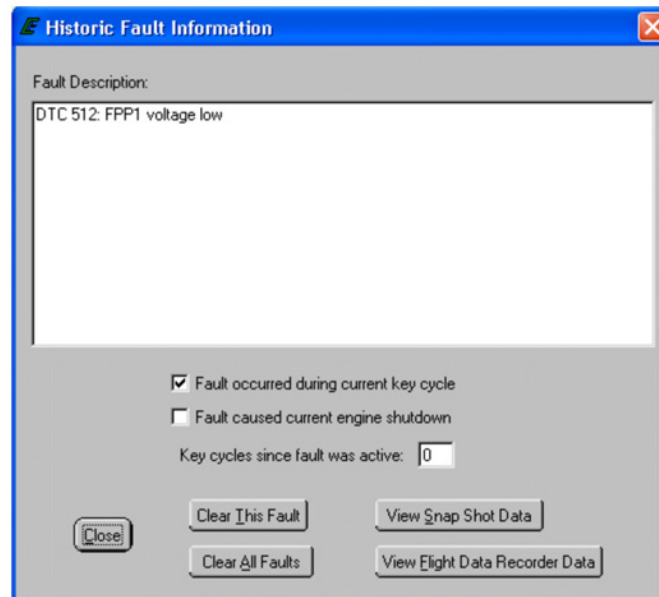 E Historic Fault Information
Fault Description:
DTC 512: FPP1 voltage low
Fault occurred during current key cycle
Fault caused current engine shutdown
Key cycles since fault was active: 0
Clear This Fault
View Snap Shot Data
Close
Clear All Faults
View Flight Data Recorder Data